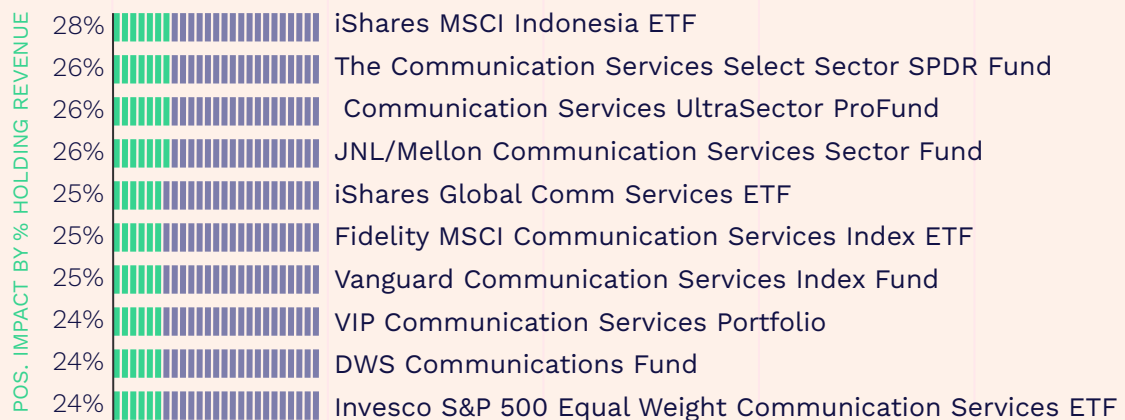 POS. IMPACT BY % HOLDING REVENUE
28% iShares MSCI Indonesia ETF
26% The Communication Services Select Sector SPDR Fund
26% Communication Services UltraSector ProFund
26% JNL/Mellon Communication Services Sector Fund
25% iShares Global Comm Services ETF
25% Fidelity MSCI Communication Services Index ETF
25% Vanguard Communication Services Index Fund
24% VIP Communication Services Portfolio
24% DWS Communications Fund
24% Invesco S&P 500 Equal Weight Communication Services ETF